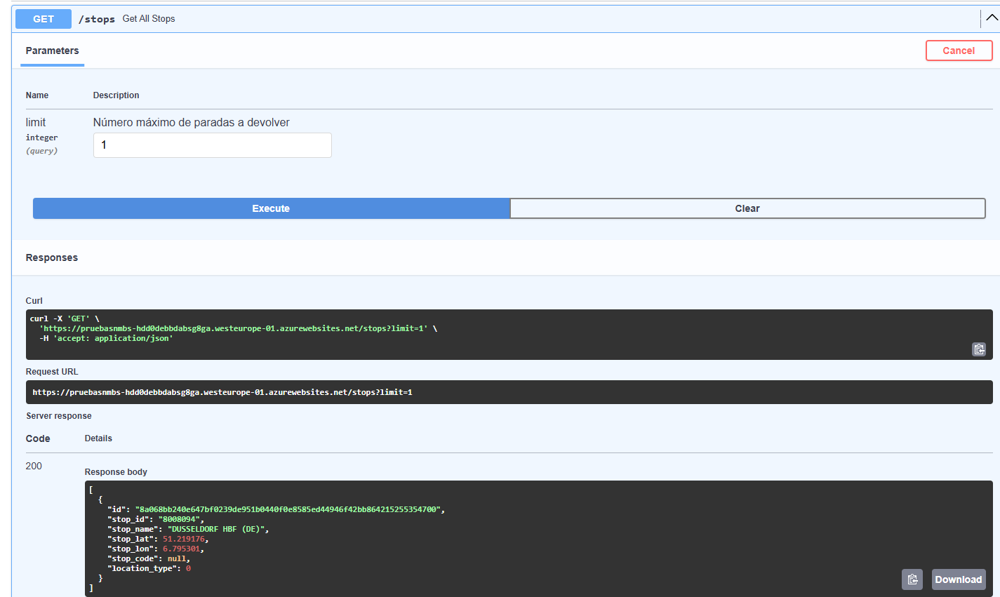 GET /stops Get All Stops
Parameters
Cancel
Name Description
limit Número máximo de paradas a devolver
integer
(query)
1
Execute Clear
Responses
Curl
curl -X 'GET' \
'https://pruebasnmbs-hdd0debbdabsg8ga.westeurope-01.azurewebsites.net/stops?limit=1' \
-H 'accept: application/json'
Request URL
https://pruebasnmbs-hdd0debbdabsg8ga.westeurope-01.azurewebsites.net/stops?limit=1
Server response
Code Details
200
Response body
[
{
"id": "8a068bb240e647bf0239de951b0440f0e8585ed44946f42bb864215255354700",
"stop_id": "8008094",
"stop_name": "DUSSELDORF HBF (DE)",
"stop_lat": 51.219176,
"stop_lon": 6.795301,
"stop_code": null,
"location_type": 0
}
]
Download